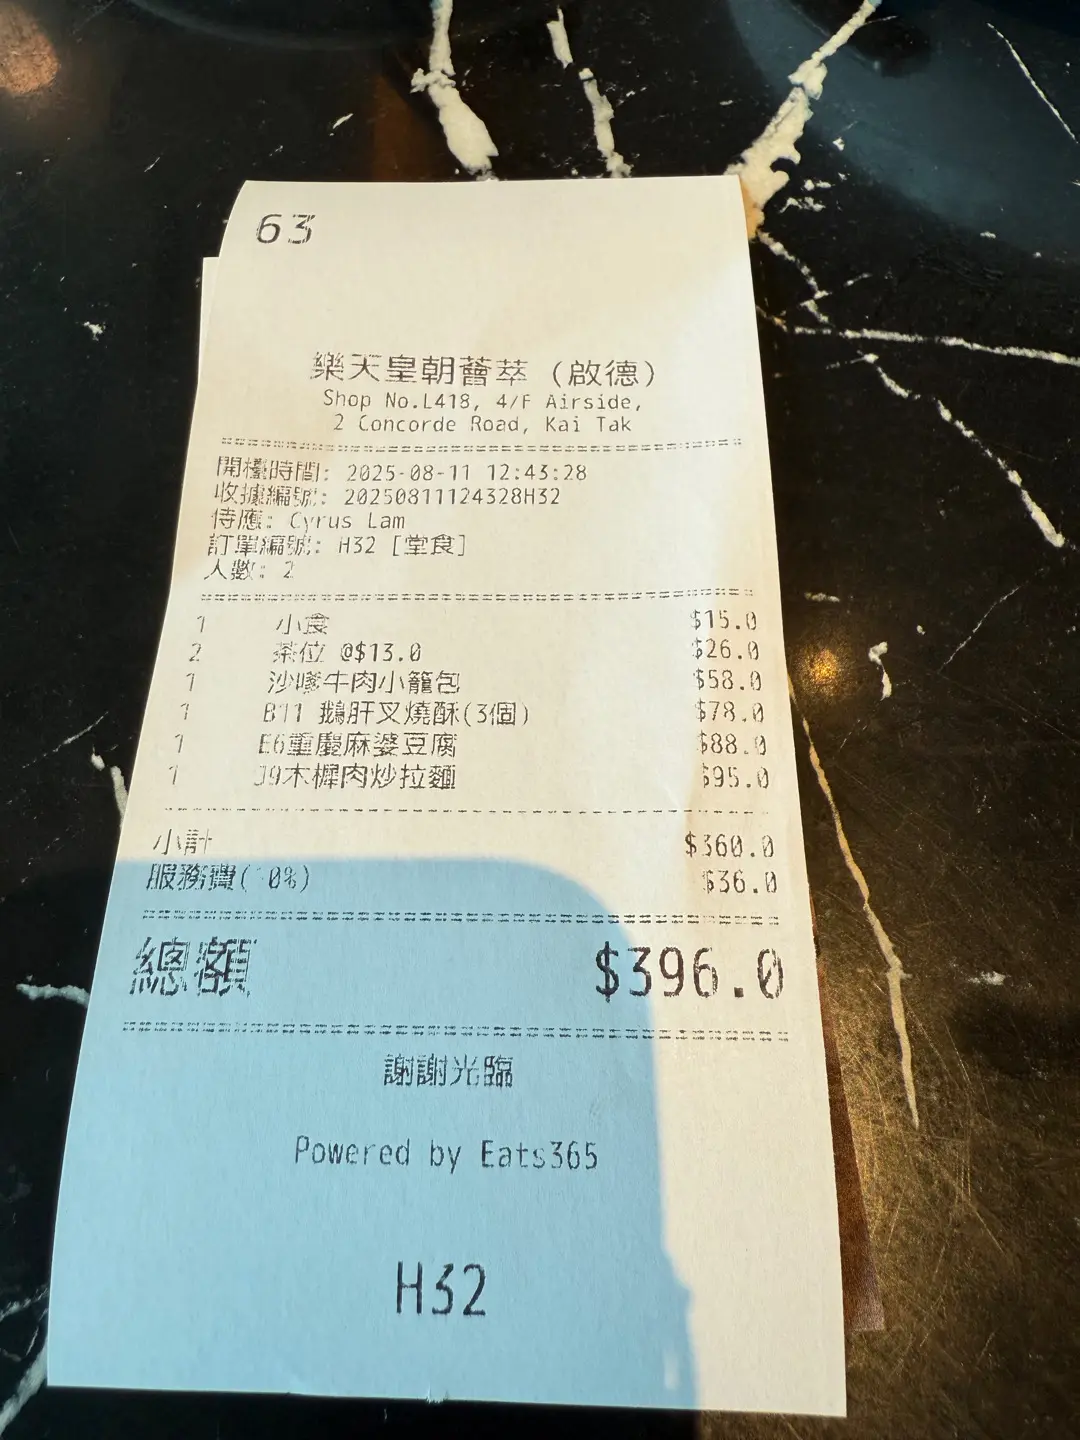 63
樂天皇朝薈萃 (啟德)
Shop No.L418, 4/F Airside,
2 Concorde Road, Kai Tak
開檯時間: 2025-08-11 12:43:28
收據編號: 20250811124328H32
侍應: Cyrus Lam
訂單編號: H32 [堂食]
人數: 2
1 小食 $15.0
2 茶位 @$13.0 $26.0
1 沙嗲牛肉小籠包 $58.0
1 B11 鵝肝叉燒酥(3個) $78.0
1 E6重慶麻婆豆腐 $88.0
1 J9木樨肉炒拉麵 $95.0
小計 $360.0
服務費(10%) $36.0
總額 $396.0
謝謝光臨
Powered by Eats365
H32